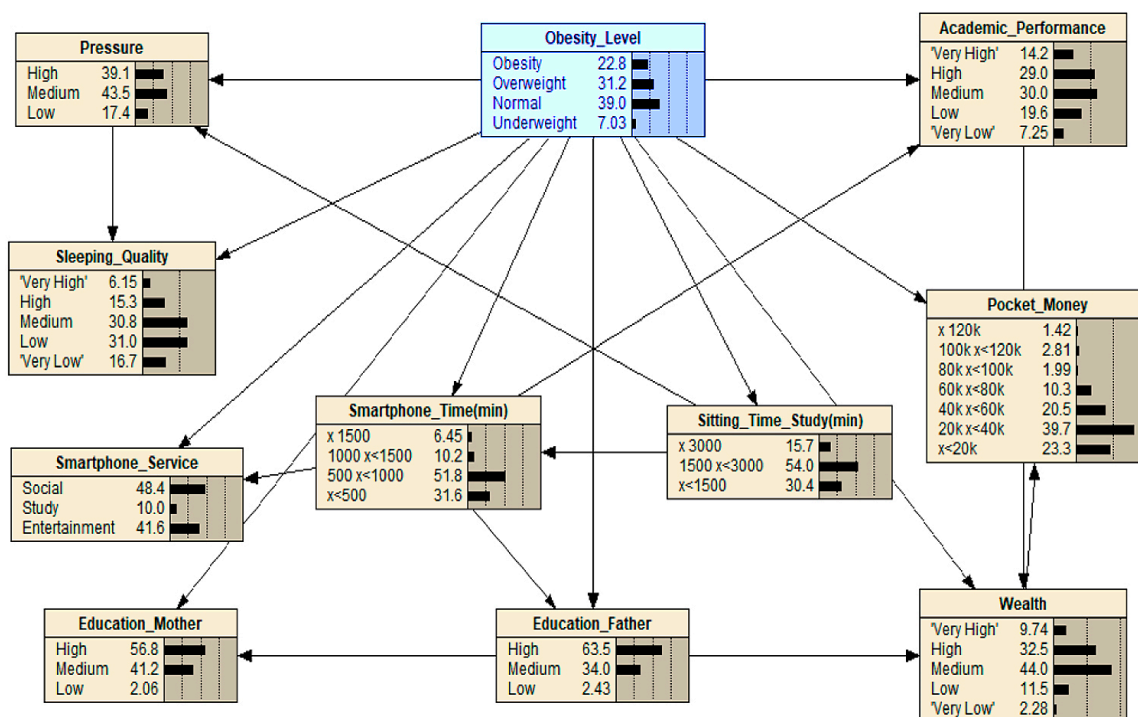 Pressure
High 39.1
Medium 43.5
Low 17.4
Obesity_Level
Obesity 22.8
Overweight 31.2
Normal 39.0
Underweight 7.03
Academic_Performance
'Very High' 14.2
High 29.0
Medium 30.0
Low 19.6
'Very Low' 7.25
Sleeping_Quality
'Very High' 6.15
High 15.3
Medium 30.8
Low 31.0
'Very Low' 16.7
Pocket_Money
x 120k 1.42
100k x<120k 2.81
80k x<100k 1.99
60k x<80k 10.3
40k x<60k 20.5
20k x<40k 39.7
x<20k 23.3
Smartphone_Time(min)
x 1500 6.45
1000 x<1500 10.2
500 x<1000 51.8
x<500 31.6
Sitting_Time_Study(min)
x 3000 15.7
1500 x<3000 54.0
x<1500 30.4
Smartphone_Service
Social 48.4
Study 10.0
Entertainment 41.6
Education_Mother
High 56.8
Medium 41.2
Low 2.06
Education_Father
High 63.5
Medium 34.0
Low 2.43
Wealth
'Very High' 9.74
High 32.5
Medium 44.0
Low 11.5
'Very Low' 2.28